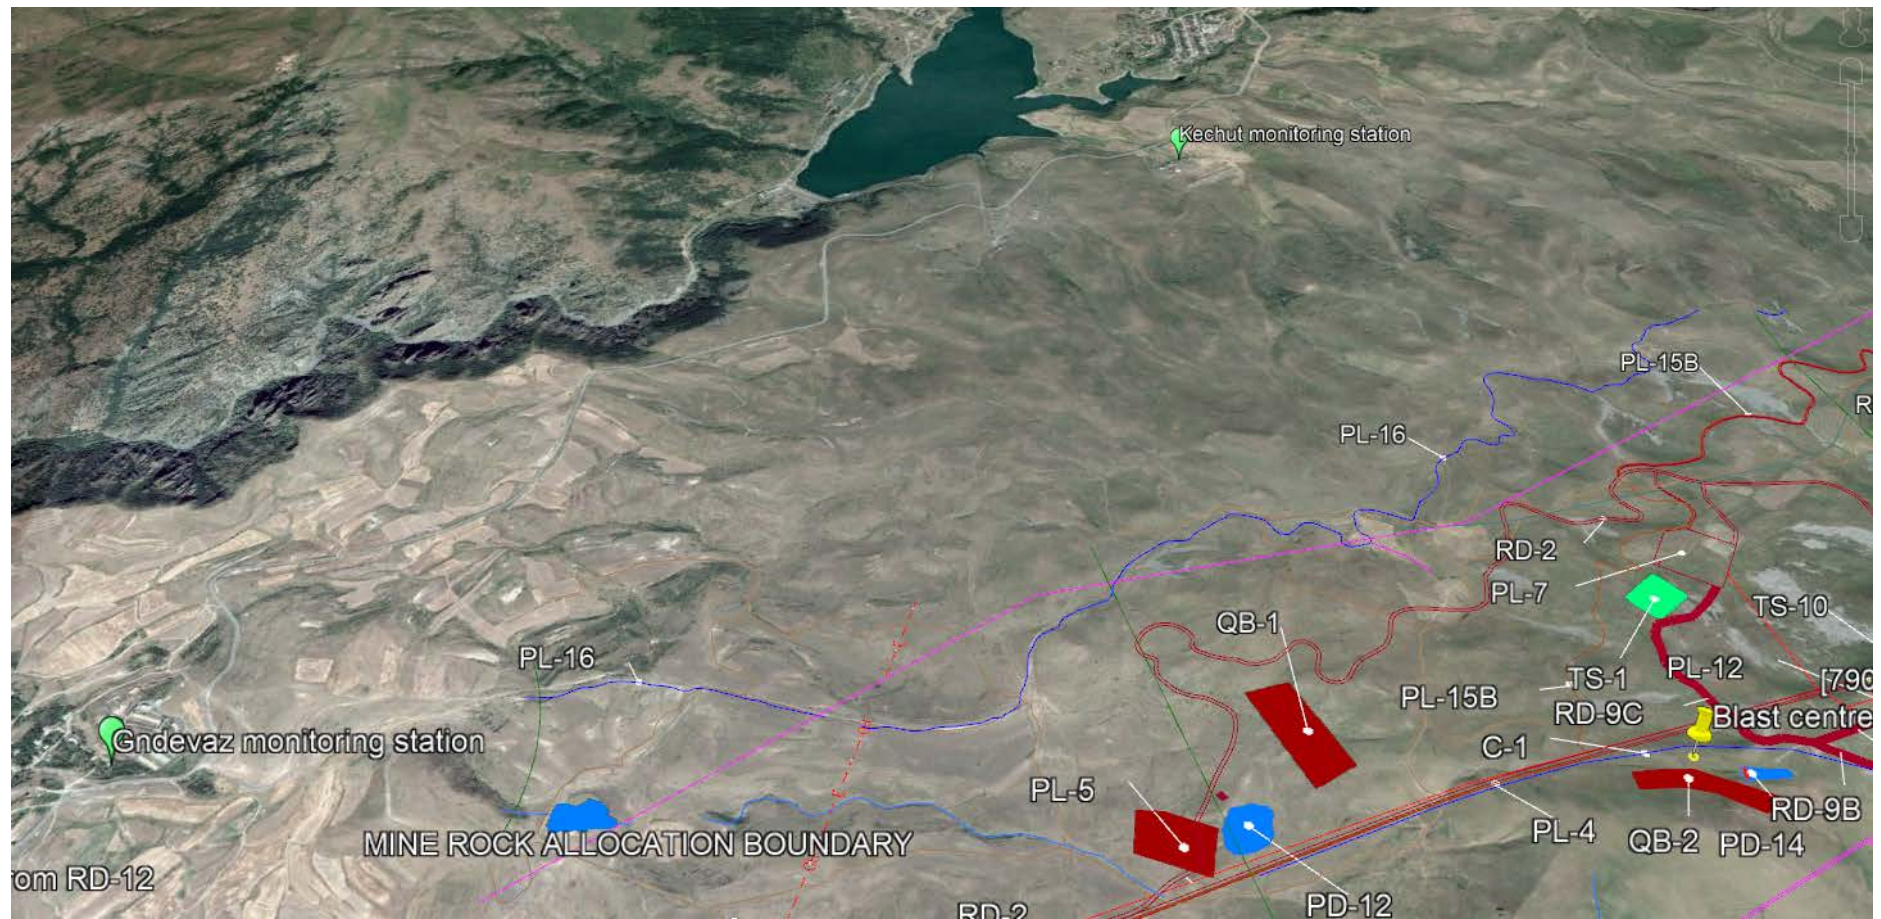 Kechut monitoring station
PL-15B
R
PL-16
RD-2
PL-7
TS-10
QB-1
PL-16
PL-12
TS-1
[790
PL-15B
RD-9C
Blast centre
Gndevaz monitoring station
C-1
PL-5
RD-9B
PL-4
MINE ROCK ALLOCATION BOUNDARY
QB-2
PD-14
om RD-12
PD-12
RD-2